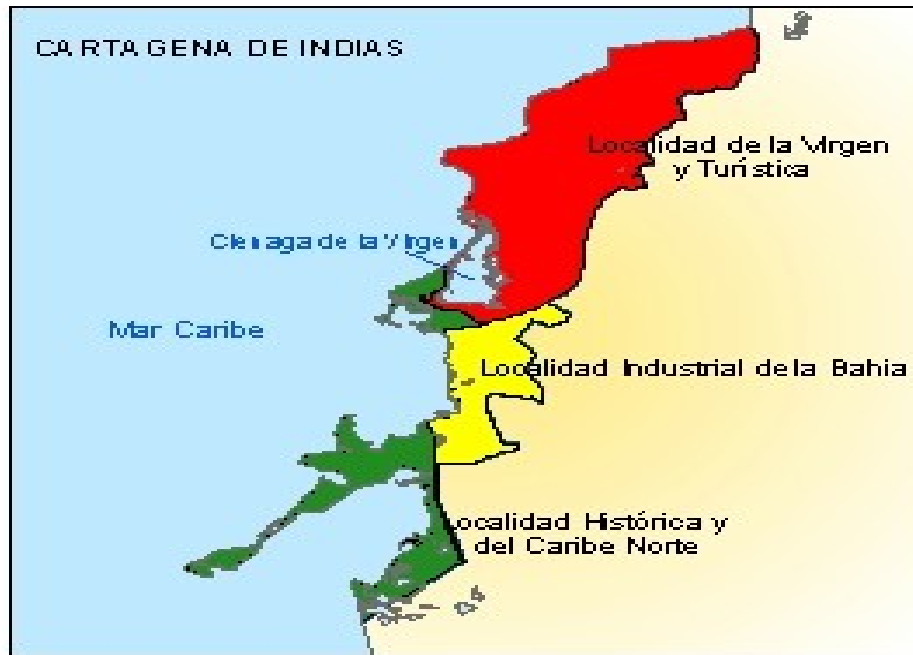 CARTAGENA DE INDIAS
Localidad de la Virgen
y Turística
Cienaga de la Virgen
Mar Caribe
Localidad Industrial de la Bahia
Localidad Histórica y
del Caribe Norte